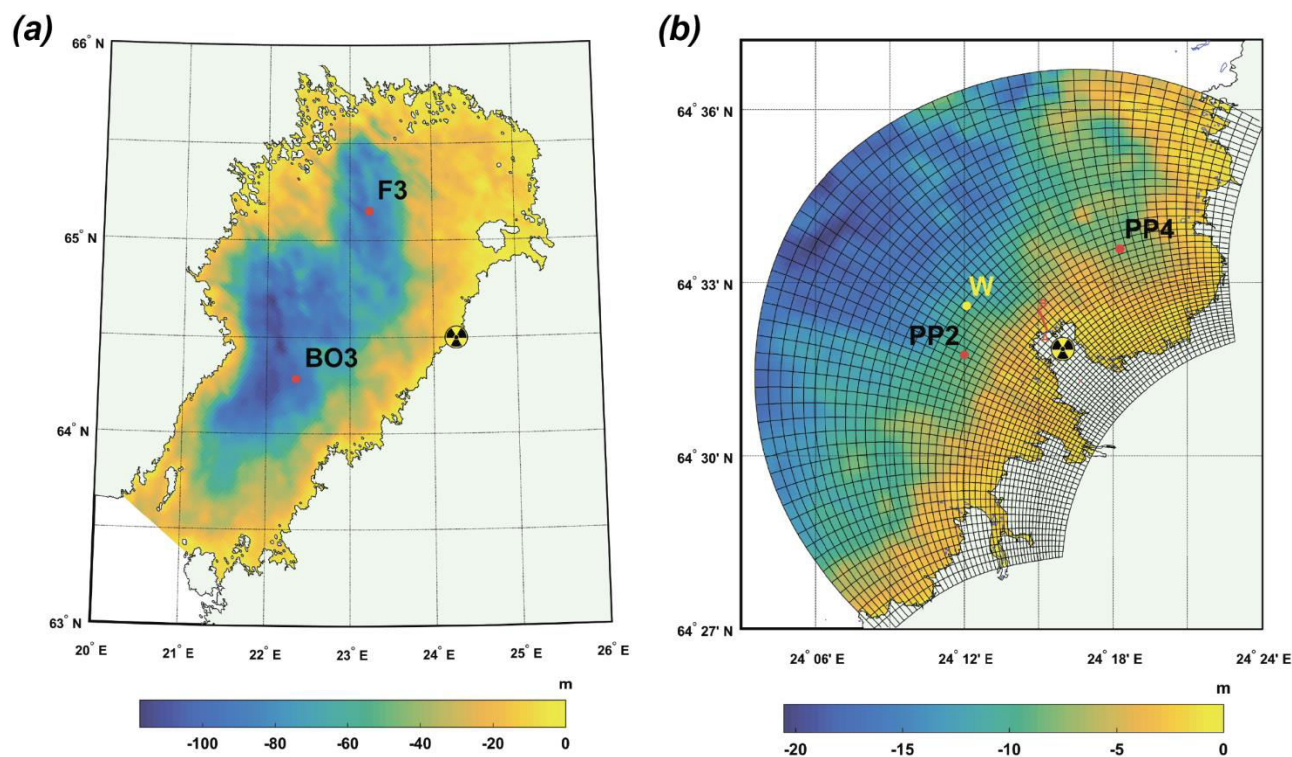 (a)
66° N
65° N
64° N
63° N
20° E
21° E
22° E
23° E
24° E
25° E
26° E
F3
BO3
m
-100
-80
-60
-40
-20
0
(b)
64° 36' N
64° 33' N
64° 30' N
64° 27' N
24° 06' E
24° 12' E
24° 18' E
24° 24' E
PP4
W
PP2
m
-20
-15
-10
-5
0